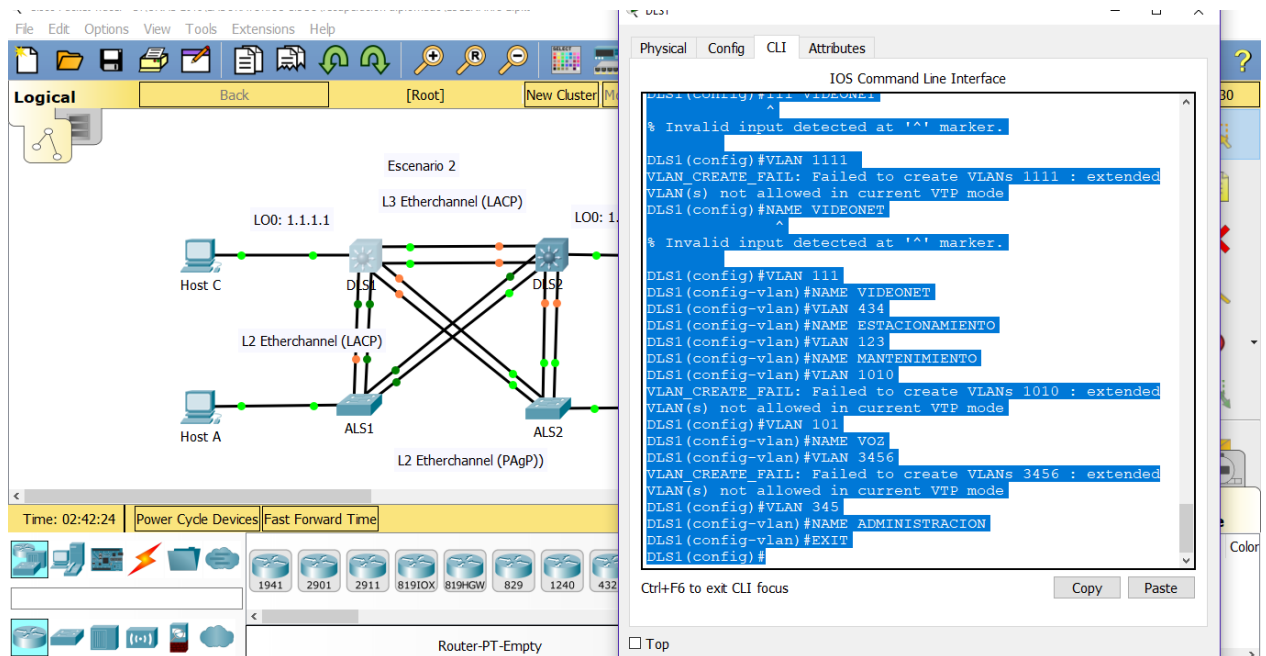 File Edit Options View Tools Extensions Help
Logical
Back
[Root]
New Cluster
30
Escenario 2
L3 Etherchannel (LACP)
LO0: 1.1.1.1
LO0: 1.
Host C
DLS1
DLS2
L2 Etherchannel (LACP)
Host A
ALS1
ALS2
L2 Etherchannel (PAgP))
Time: 02:42:24
Power Cycle Devices
Fast Forward Time
1941
2901
2911
819IOX
819HGW
829
1240
432
Router-PT-Empty
DLS1
Physical Config CLI Attributes
IOS Command Line Interface
DLS1(config)#111 VIDEONET
^
% Invalid input detected at '^' marker.
DLS1(config)#VLAN 1111
VLAN_CREATE_FAIL: Failed to create VLANs 1111 : extended
VLAN(s) not allowed in current VTP mode
DLS1(config)#NAME VIDEONET
^
% Invalid input detected at '^' marker.
DLS1(config)#VLAN 111
DLS1(config-vlan)#NAME VIDEONET
DLS1(config-vlan)#VLAN 434
DLS1(config-vlan)#NAME ESTACIONAMIENTO
DLS1(config-vlan)#VLAN 123
DLS1(config-vlan)#NAME MANTENIMIENTO
DLS1(config-vlan)#VLAN 1010
VLAN_CREATE_FAIL: Failed to create VLANs 1010 : extended
VLAN(s) not allowed in current VTP mode
DLS1(config)#VLAN 101
DLS1(config-vlan)#NAME VOZ
DLS1(config-vlan)#VLAN 3456
VLAN_CREATE_FAIL: Failed to create VLANs 3456 : extended
VLAN(s) not allowed in current VTP mode
DLS1(config)#VLAN 345
DLS1(config-vlan)#NAME ADMINISTRACION
DLS1(config-vlan)#EXIT
DLS1(config)#
Ctrl+F6 to exit CLI focus
Copy
Paste
Top
Color